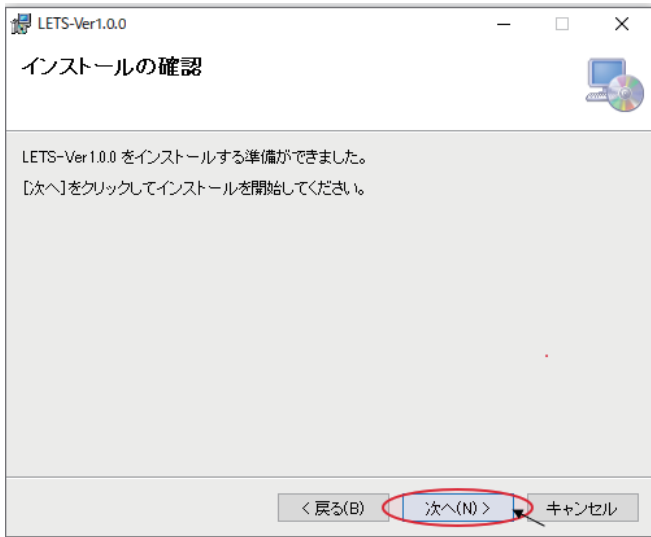 LETS-Ver1.0.0
インストールの確認
LETS-Ver1.0.0 をインストールする準備ができました。
[次へ]をクリックしてインストールを開始してください。
< 戻る(B)
次へ(N) >
キャンセル